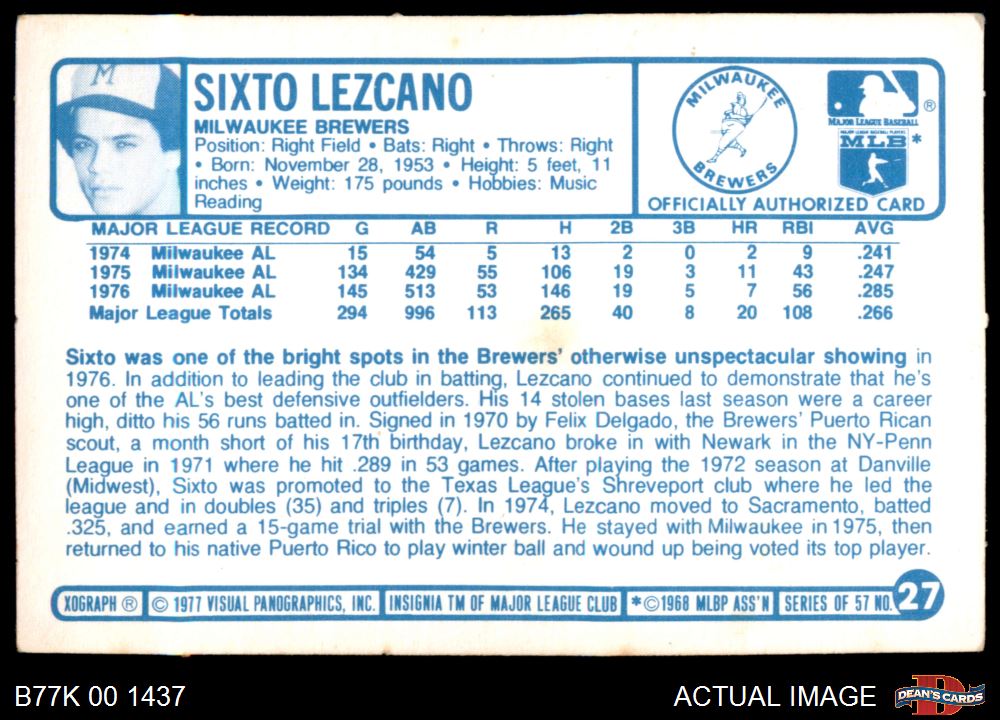 M
SIXTO LEZCANO
MILWAUKEE BREWERS
Position: Right Field • Bats: Right • Throws: Right
• Born: November 28, 1953 • Height: 5 feet, 11
inches • Weight: 175 pounds • Hobbies: Music
Reading
MILWAUKEE
BREWERS
®
MAJOR LEAGUE BASEBALL
MAJOR LEAGUE BASEBALL PLAYERS
MLB*
OFFICIALLY AUTHORIZED CARD
MAJOR LEAGUE RECORD G AB R H 2B 3B HR RBI AVG
1974 Milwaukee AL 15 54 5 13 2 0 2 9 .241
1975 Milwaukee AL 134 429 55 106 19 3 11 43 .247
1976 Milwaukee AL 145 513 53 146 19 5 7 56 .285
Major League Totals 294 996 113 265 40 8 20 108 .266
Sixto was one of the bright spots in the Brewers' otherwise unspectacular showing in
1976. In addition to leading the club in batting, Lezcano continued to demonstrate that he's
one of the AL's best defensive outfielders. His 14 stolen bases last season were a career
high, ditto his 56 runs batted in. Signed in 1970 by Felix Delgado, the Brewers' Puerto Rican
scout, a month short of his 17th birthday, Lezcano broke in with Newark in the NY-Penn
League in 1971 where he hit .289 in 53 games. After playing the 1972 season at Danville
(Midwest), Sixto was promoted to the Texas League's Shreveport club where he led the
league and in doubles (35) and triples (7). In 1974, Lezcano moved to Sacramento, batted
.325, and earned a 15-game trial with the Brewers. He stayed with Milwaukee in 1975, then
returned to his native Puerto Rico to play winter ball and wound up being voted its top player.
XOGRAPH ® © 1977 VISUAL PANOGRAPHICS, INC. INSIGNIA TM OF MAJOR LEAGUE CLUB *©1968 MLBP ASS'N SERIES OF 57 NO. 27
B77K 00 1437
ACTUAL IMAGE
DEAN'S CARDS